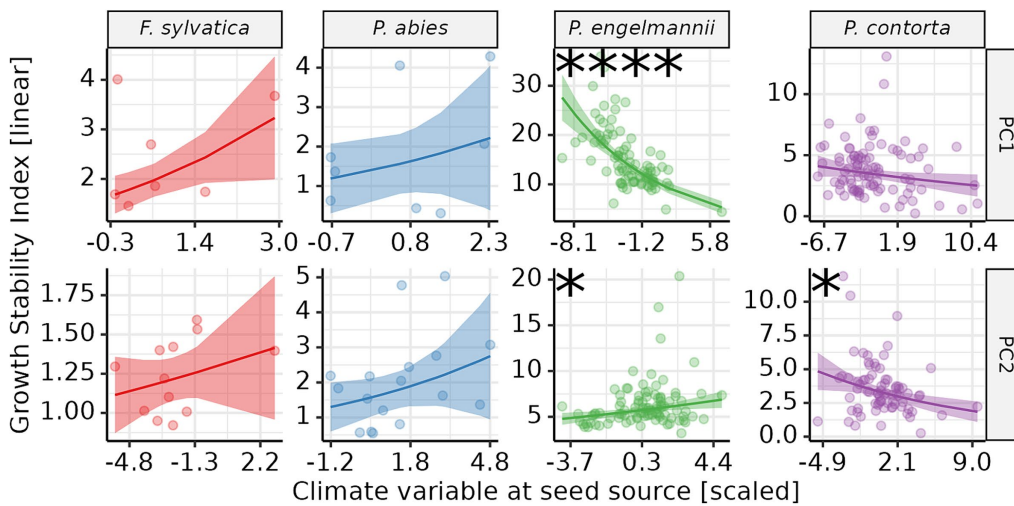 F. sylvatica P. abies P. engelmannii P. contorta
Growth Stability Index [linear]
4 3 2
4 3 2 1
30 20 10
10 5 0
PC1
**** 
-0.3 1.4 3.0 -0.7 0.8 2.3 -8.1 -1.2 5.8 -6.7 1.9 10.4
1.75 1.50 1.25 1.00
5 4 3 2 1
20 15 10 5
10.0 7.5 5.0 2.5 0.0
PC2
* *
-4.8 -1.3 2.2 -1.2 1.8 4.8 -3.7 0.3 4.4 -4.9 2.1 9.0
Climate variable at seed source [scaled]